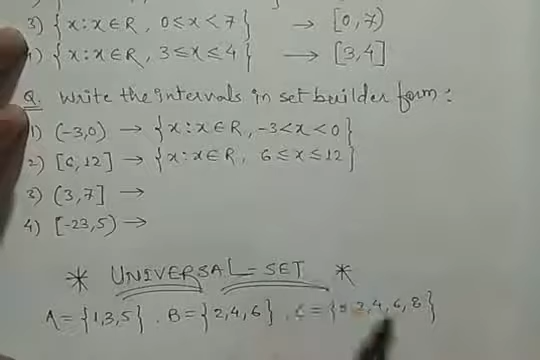 3) {x : x ∈ R, 0 ≤ x < 7} → [0, 7)
) {x : x ∈ R, 3 ≤ x ≤ 4} → [3, 4]
Q. Write the intervals in set builder form :
1) (-3, 0) → {x : x ∈ R, -3 < x < 0}
2) [6, 12] → {x : x ∈ R, 6 ≤ x ≤ 12}
3) (3, 7] →
4) [-23, 5) →
* UNIVERSAL - SET *
A = {1, 3, 5} . B = {2, 4, 6} . C = { 2, 4, 6, 8}